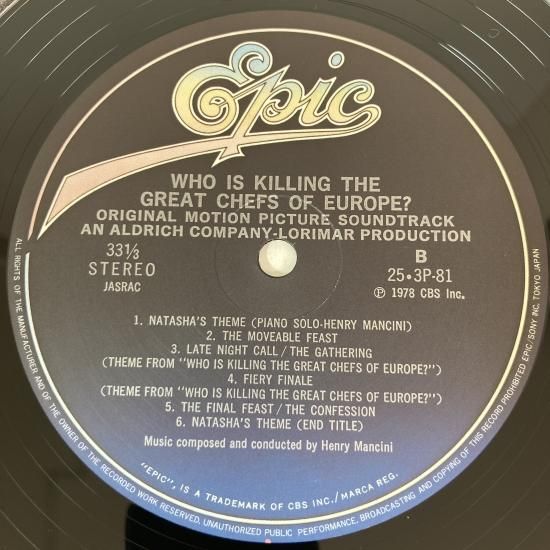 Epic
WHO IS KILLING THE
GREAT CHEFS OF EUROPE?
ORIGINAL MOTION PICTURE SOUNDTRACK
AN ALDRICH COMPANY-LORIMAR PRODUCTION
33⅓
STEREO
JASRAC
B
25•3P-81
Ⓟ 1978 CBS Inc.
1. NATASHA'S THEME (PIANO SOLO-HENRY MANCINI)
2. THE MOVEABLE FEAST
3. LATE NIGHT CALL / THE GATHERING
(THEME FROM "WHO IS KILLING THE GREAT CHEFS OF EUROPE?")
4. FIERY FINALE
(THEME FROM "WHO IS KILLING THE GREAT CHEFS OF EUROPE?")
5. THE FINAL FEAST / THE CONFESSION
6. NATASHA'S THEME (END TITLE)
Music composed and conducted by Henry Mancini
"EPIC", IS A TRADEMARK OF CBS INC./MARCA REG.
ALL RIGHTS OF THE MANUFACTURER AND OF THE OWNER OF THE RECORDED WORK RESERVED. UNAUTHORIZED PUBLIC PERFORMANCE, BROADCASTING AND COPYING OF THIS RECORD PROHIBITED EPIC/SONY INC. TOKYO JAPAN